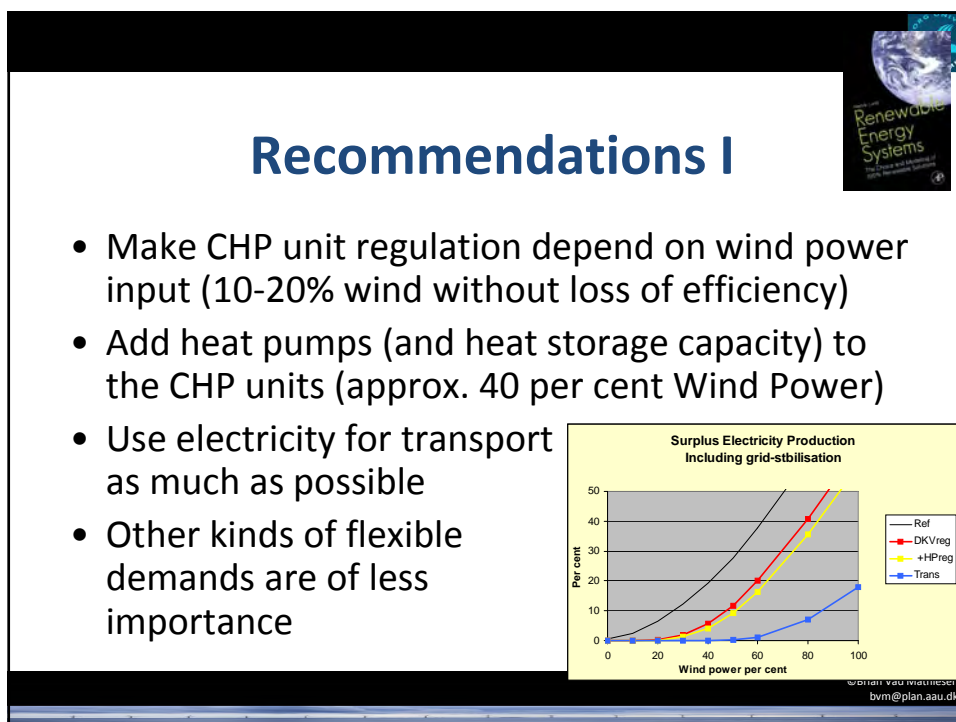 Renewable
Energy
Systems
Recommendations I
• Make CHP unit regulation depend on wind power
input (10-20% wind without loss of efficiency)
• Add heat pumps (and heat storage capacity) to
the CHP units (approx. 40 per cent Wind Power)
• Use electricity for transport
as much as possible
• Other kinds of flexible
demands are of less
importance
Surplus Electricity Production
Including grid-stbilisation
Per cent
50
40
30
20
10
0
0 20 40 60 80 100
Wind power per cent
Ref
DKVreg
+HPreg
Trans
©Brian Vad Mathiesen
bvm@plan.aau.dk